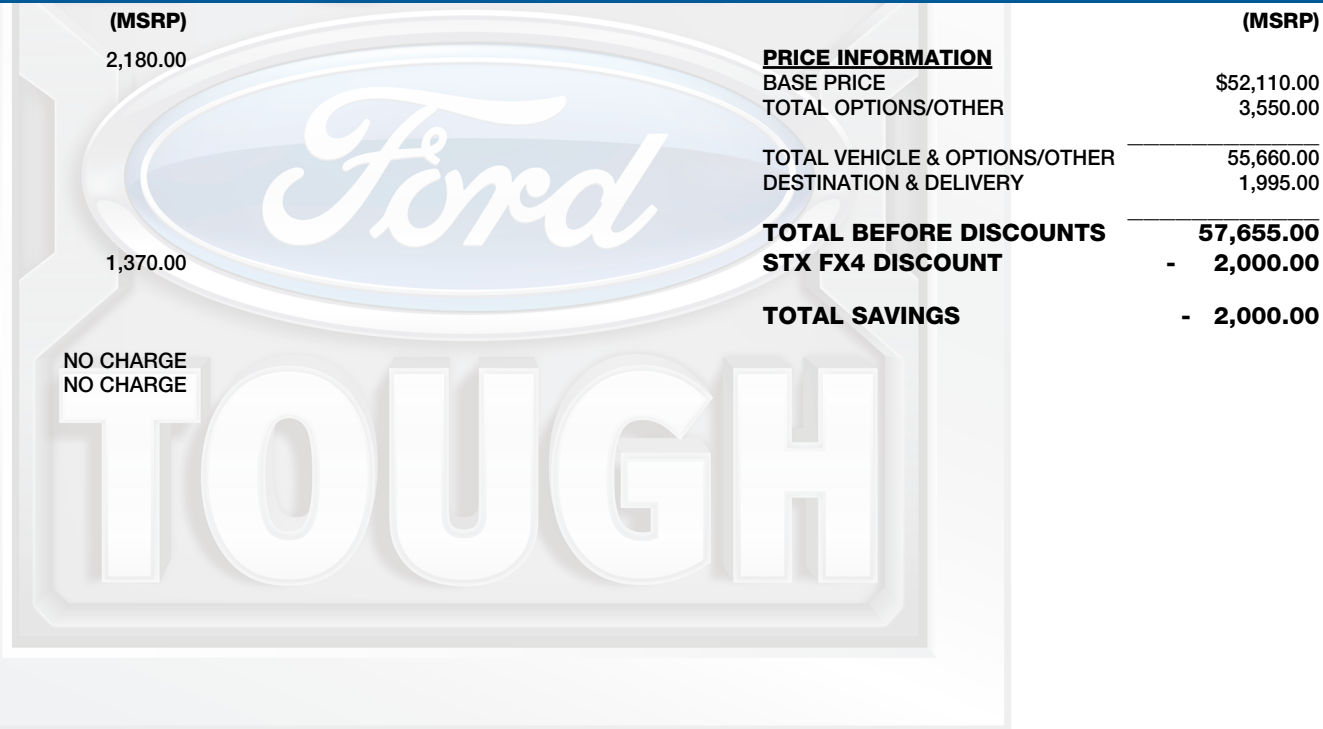 (MSRP)
2,180.00
1,370.00
NO CHARGE
NO CHARGE
Ford
TOUGH
(MSRP)
PRICE INFORMATION
BASE PRICE $52,110.00
TOTAL OPTIONS/OTHER 3,550.00
TOTAL VEHICLE & OPTIONS/OTHER 55,660.00
DESTINATION & DELIVERY 1,995.00
TOTAL BEFORE DISCOUNTS 57,655.00
STX FX4 DISCOUNT - 2,000.00
TOTAL SAVINGS - 2,000.00